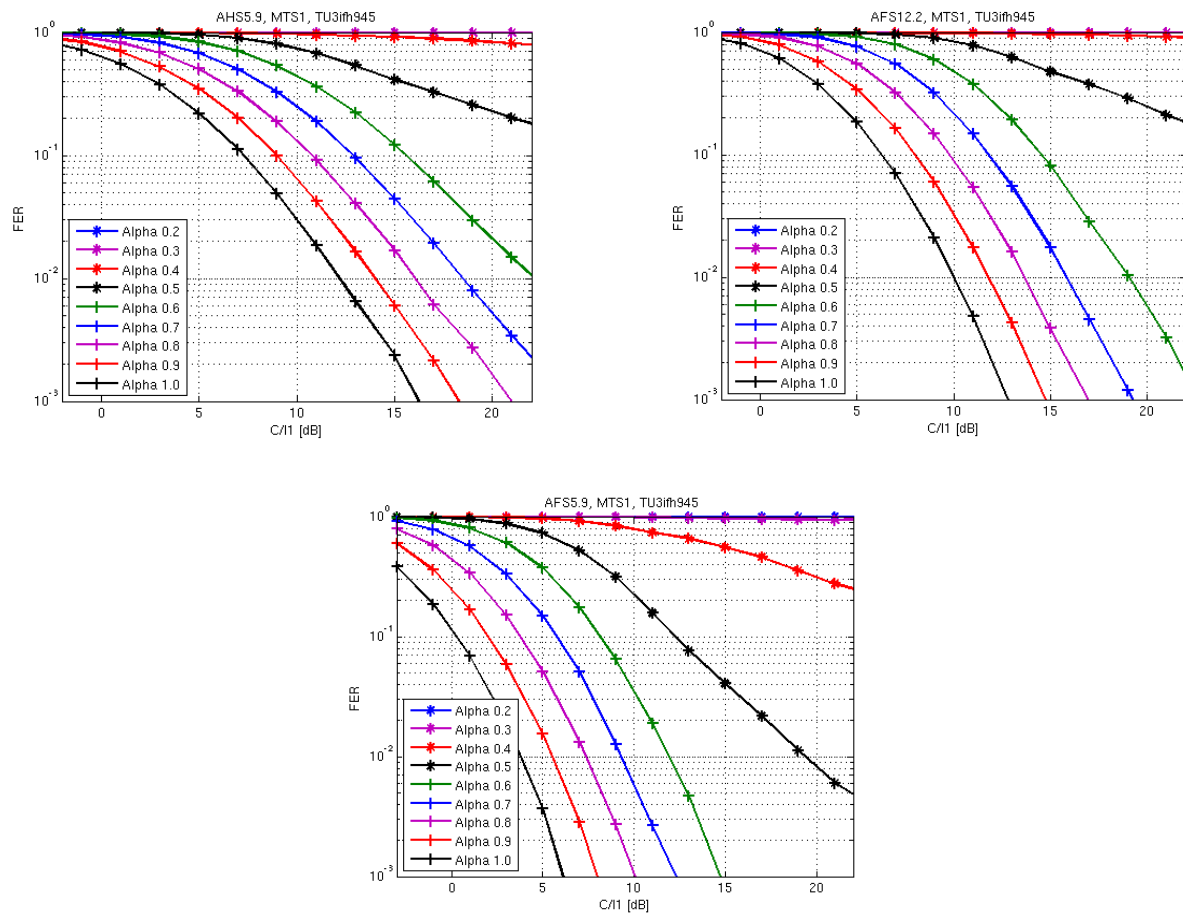 AHS5.9, MTS1, TU3ifh945
10^0
10^-1
10^-2
10^-3
FER
Alpha 0.2
Alpha 0.3
Alpha 0.4
Alpha 0.5
Alpha 0.6
Alpha 0.7
Alpha 0.8
Alpha 0.9
Alpha 1.0
0 5 10 15 20
C/I1 [dB]
AFS12.2, MTS1, TU3ifh945
10^0
10^-1
10^-2
10^-3
FER
Alpha 0.2
Alpha 0.3
Alpha 0.4
Alpha 0.5
Alpha 0.6
Alpha 0.7
Alpha 0.8
Alpha 0.9
Alpha 1.0
0 5 10 15 20
C/I1 [dB]
AFS5.9, MTS1, TU3ifh945
10^0
10^-1
10^-2
10^-3
FER
Alpha 0.2
Alpha 0.3
Alpha 0.4
Alpha 0.5
Alpha 0.6
Alpha 0.7
Alpha 0.8
Alpha 0.9
Alpha 1.0
0 5 10 15 20
C/I1 [dB]